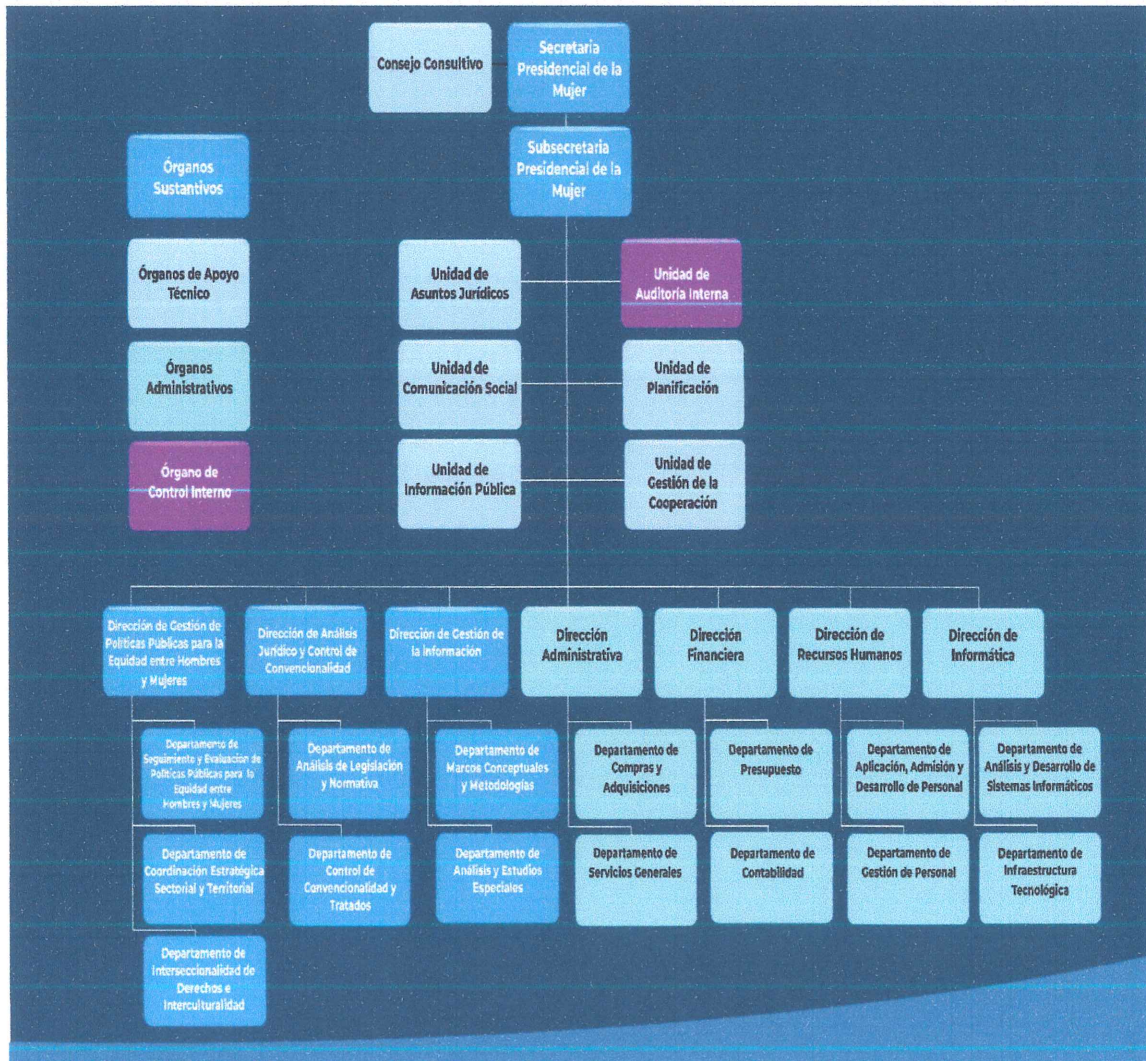 Consejo Consultivo
Secretaria
Presidencial de la
Mujer
Subsecretaria
Presidencial de la
Mujer
Órganos
Sustantivos
Órganos de Apoyo
Técnico
Órganos
Administrativos
Órgano de
Control Interno
Unidad de
Asuntos Jurídicos
Unidad de
Auditoría Interna
Unidad de
Comunicación Social
Unidad de
Planificación
Unidad de
Información Pública
Unidad de
Gestión de la
Cooperación
Dirección de Gestión de
Políticas Públicas para la
Equidad entre Hombres
y Mujeres
Dirección de Análisis
Jurídico y Control de
Convencionalidad
Dirección de Gestión de
la Información
Dirección
Administrativa
Dirección
Financiera
Dirección de
Recursos Humanos
Dirección de
Informática
Departamento de
Seguimiento y Evaluación de
Políticas Públicas para la
Equidad entre
Hombres y Mujeres
Departamento de
Análisis de Legislación
y Normativa
Departamento de
Marcos Conceptuales
y Metodologías
Departamento de
Compras y
Adquisiciones
Departamento de
Presupuesto
Departamento de
Aplicación, Admisión y
Desarrollo de Personal
Departamento de
Análisis y Desarrollo de
Sistemas Informáticos
Departamento de
Coordinación Estratégica
Sectorial y Territorial
Departamento de
Control de
Convencionalidad y
Tratados
Departamento de
Análisis y Estudios
Especiales
Departamento de
Servicios Generales
Departamento de
Contabilidad
Departamento de
Gestión de Personal
Departamento de
Infraestructura
Tecnológica
Departamento de
Interseccionalidad de
Derechos e
Interculturalidad